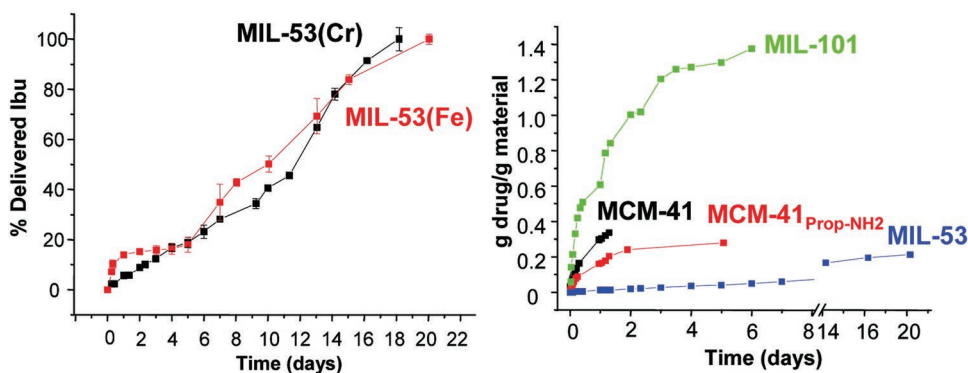 MIL-53(Cr)
MIL-53(Fe)
% Delivered Ibu
100
80
60
40
20
0
0 2 4 6 8 10 12 14 16 18 20 22
Time (days)
MIL-101
MCM-41
MCM-41Prop-NH2
MIL-53
g drug/g material
1.4
1.2
1.0
0.8
0.6
0.4
0.2
0.0
0 2 4 6 8 14 16 20
Time (days)